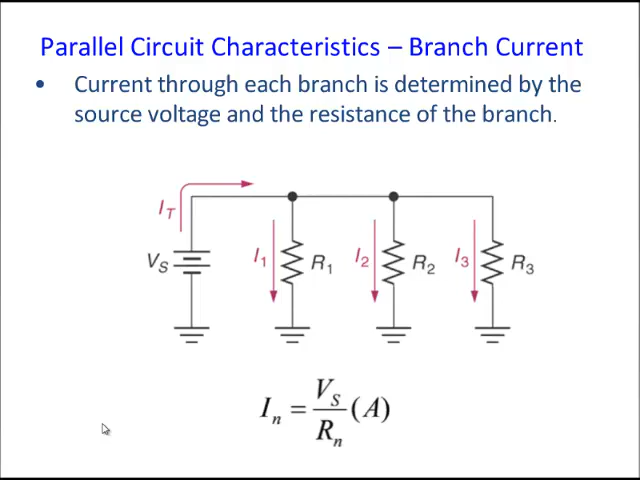 Parallel Circuit Characteristics – Branch Current
• Current through each branch is determined by the
source voltage and the resistance of the branch.
I_T
V_S I_1 R_1 I_2 R_2 I_3 R_3
I_n = V_S / R_n (A)